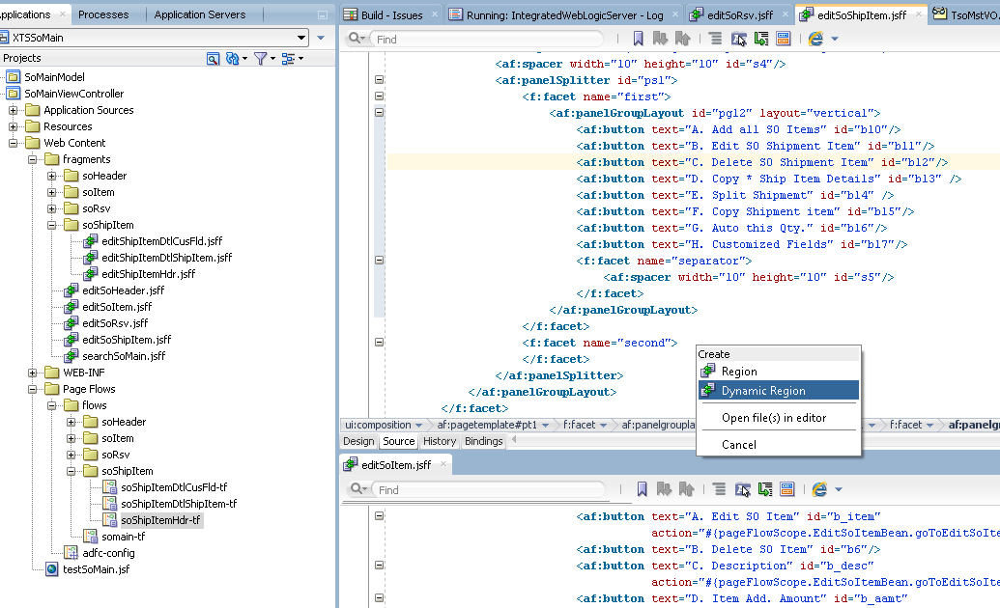 Applications Processes Application Servers
XTSSoMain
Projects
SoMainModel
SoMainViewController
Application Sources
Resources
Web Content
fragments
soHeader
soItem
soRsv
soShipItem
editShipItemDtlCusFld.jsff
editShipItemDtlShipItem.jsff
editShipItemHdr.jsff
editSoHeader.jsff
editSoItem.jsff
editSoRsv.jsff
editSoShipItem.jsff
searchSoMain.jsff
WEB-INF
Page Flows
flows
soHeader
soItem
soRsv
soShipItem
soShipItemDtlCusFld-tf
soShipItemDtlShipItem-tf
soShipItemHdr-tf
somain-tf
adfc-config
testSoMain.jsf
Build - Issues Running: IntegratedWebLogicServer - Log editSoRsv.jsff editSoShipItem.jsff TsoMstVO.
Find
<af:spacer width="10" height="10" id="s4"/>
<af:panelSplitter id="ps1">
<f:facet name="first">
<af:panelGroupLayout id="pgl2" layout="vertical">
<af:button text="A. Add all SO Items" id="b10"/>
<af:button text="B. Edit SO Shipment Item" id="b11"/>
<af:button text="C. Delete SO Shipment Item" id="b12"/>
<af:button text="D. Copy * Ship Item Details" id="b13" />
<af:button text="E. Split Shipmemt" id="b14" />
<af:button text="F. Copy Shipment item" id="b15"/>
<af:button text="G. Auto this Qty." id="b16"/>
<af:button text="H. Customized Fields" id="b17"/>
<f:facet name="separator">
<af:spacer width="10" height="10" id="s5"/>
</f:facet>
</af:panelGroupLayout>
</f:facet>
<f:facet name="second">
</f:facet>
</af:panelSplitter>
</af:panelGroupLayout>
</f:facet>
Create
Region
Dynamic Region
Open file(s) in editor
Cancel
ui:composition af:pagetemplate#pt1 f:facet af:panelgroupla f:facet af:panelg
Design Source History Bindings
editSoItem.jsff
Find
<af:button text="A. Edit SO Item" id="b_item"
action="#{pageFlowScope.EditSoItemBean.goToEditSoIte
<af:button text="B. Delete SO Item" id="b6"/>
<af:button text="C. Description" id="b_desc"
action="#{pageFlowScope.EditSoItemBean.goToEditSoIte
<af:button text="D. Item Add. Amount" id="b_aamt"